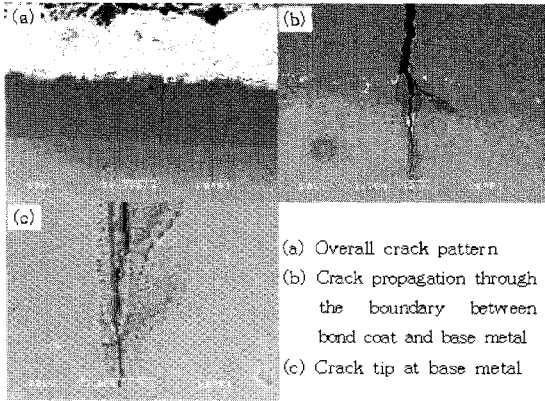 (a)
(b)
(c)
(a) Overall crack pattern
(b) Crack propagation through
the boundary between
bond coat and base metal
(c) Crack tip at base metal